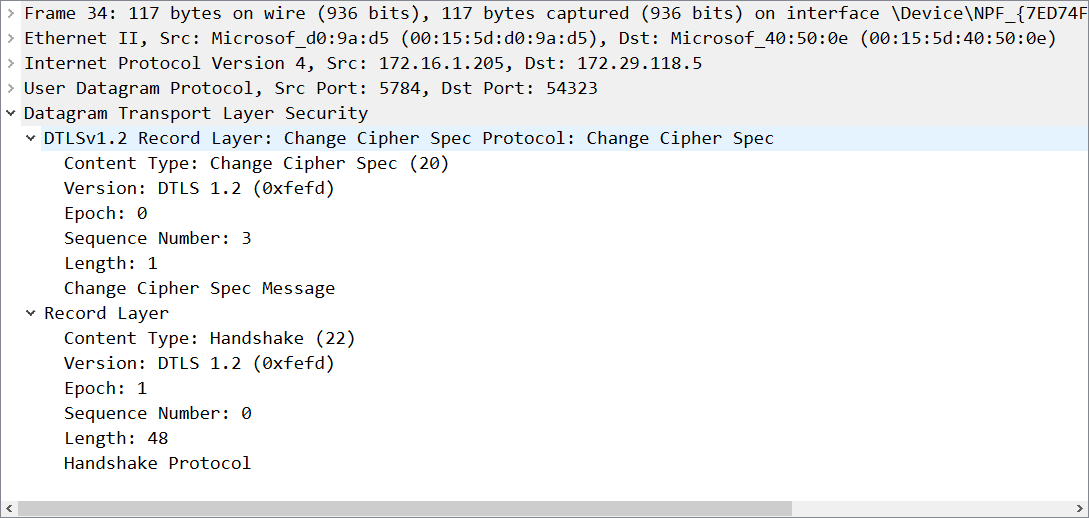 Frame 34: 117 bytes on wire (936 bits), 117 bytes captured (936 bits) on interface \Device\NPF_{7ED74F
Ethernet II, Src: Microsof_d0:9a:d5 (00:15:5d:d0:9a:d5), Dst: Microsof_40:50:0e (00:15:5d:40:50:0e)
Internet Protocol Version 4, Src: 172.16.1.205, Dst: 172.29.118.5
User Datagram Protocol, Src Port: 5784, Dst Port: 54323
Datagram Transport Layer Security
DTLSv1.2 Record Layer: Change Cipher Spec Protocol: Change Cipher Spec
Content Type: Change Cipher Spec (20)
Version: DTLS 1.2 (0xfefd)
Epoch: 0
Sequence Number: 3
Length: 1
Change Cipher Spec Message
Record Layer
Content Type: Handshake (22)
Version: DTLS 1.2 (0xfefd)
Epoch: 1
Sequence Number: 0
Length: 48
Handshake Protocol